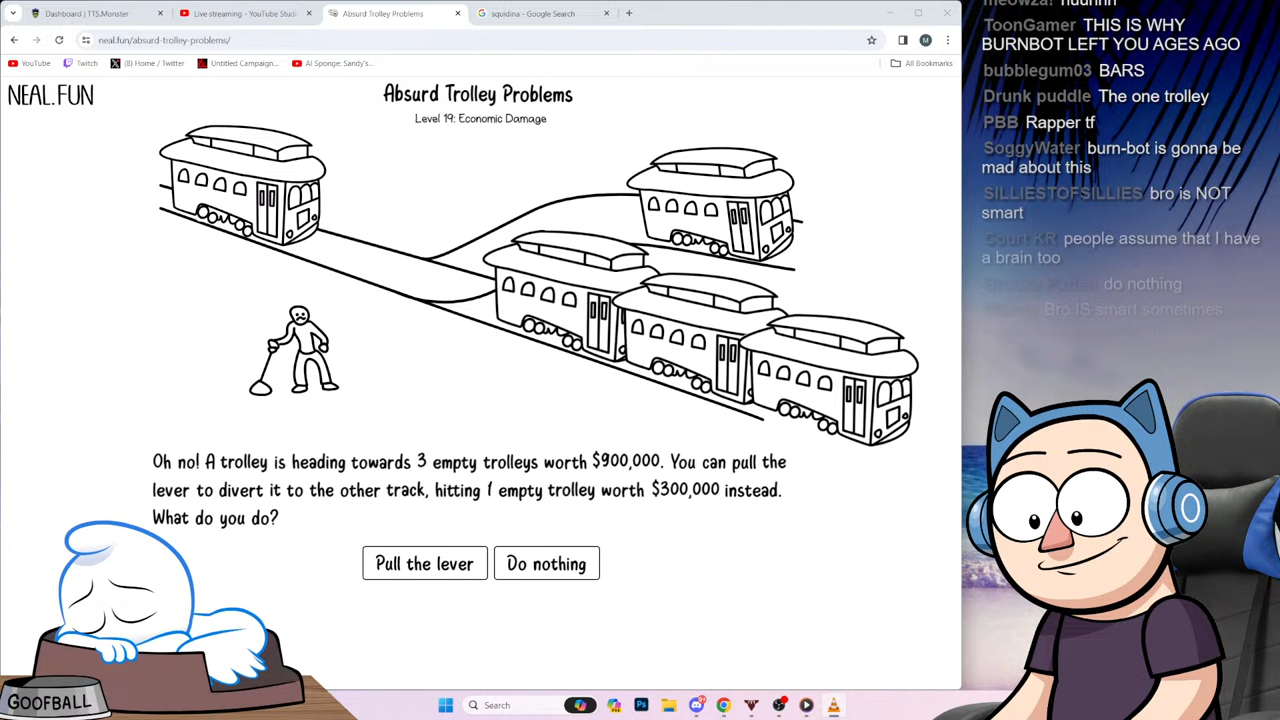 Dashboard | TTS.Monster
Live streaming - YouTube Studi
Absurd Trolley Problems
squidina - Google Search
neal.fun/absurd-trolley-problems/
YouTube
Twitch
(8) Home / Twitter
Untitled Campaign...
AI Sponge: Sandy's...
All Bookmarks
NEAL.FUN
Absurd Trolley Problems
Level 19: Economic Damage
Oh no! A trolley is heading towards 3 empty trolleys worth $900,000. You can pull the
lever to divert it to the other track, hitting 1 empty trolley worth $300,000 instead.
What do you do?
Pull the lever
Do nothing
GOOFBALL
Search
ToonGamer THIS IS WHY
BURNBOT LEFT YOU AGES AGO
bubblegum03 BARS
Drunk puddle The one trolley
PBB Rapper tf
SoggyWater burn-bot is gonna be
mad about this
SILLIESTOFSILLIES bro is NOT
smart
Court KR people assume that I have
a brain too
do nothing
Bro IS smart sometimes